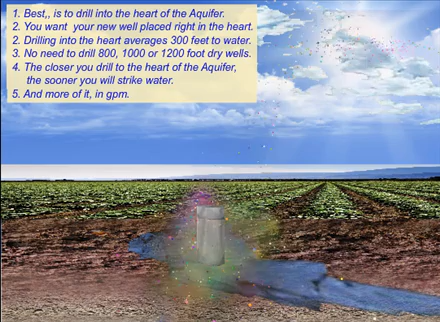 1. Best,, is to drill into the heart of the Aquifer.
2. You want your new well placed right in the heart.
2. Drilling into the heart averages 300 feet to water.
3. No need to drill 800, 1000 or 1200 foot dry wells.
4. The closer you drill to the heart of the Aquifer,
the sooner you will strike water.
5. And more of it, in gpm.